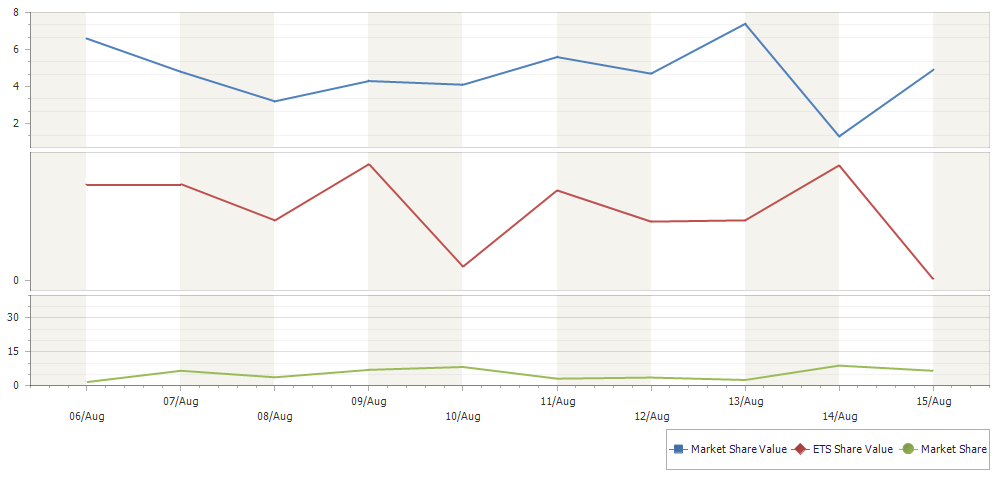 8
6
4
2
0
30
15
0
07/Aug 09/Aug 11/Aug 13/Aug 15/Aug
06/Aug 08/Aug 10/Aug 12/Aug 14/Aug
Market Share Value ETS Share Value Market Share